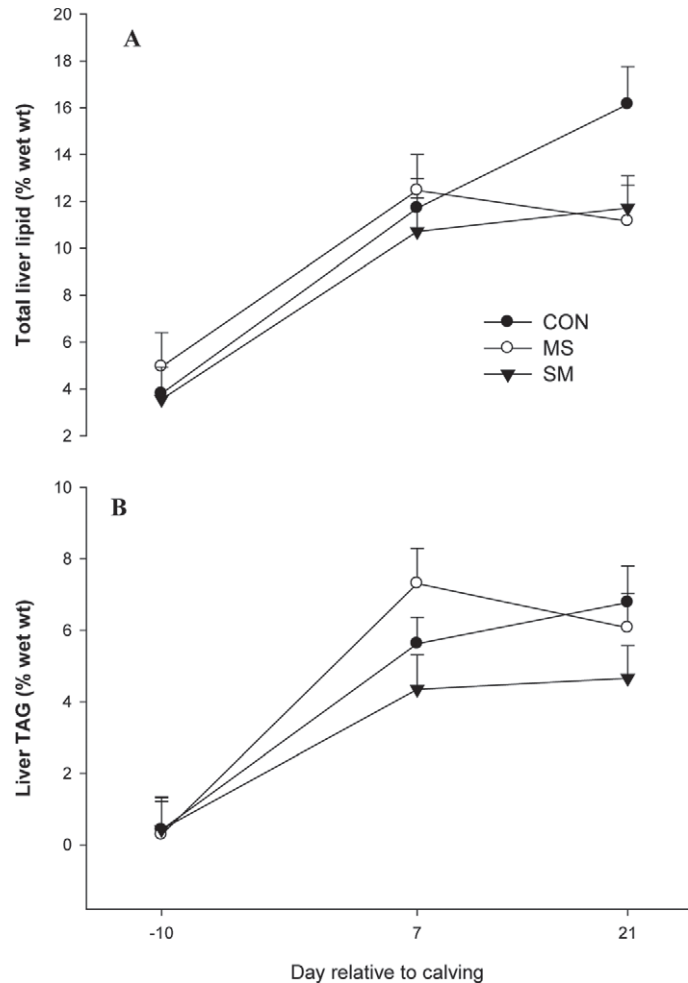 20
A
18
16
14
12
10
8
6
4
2
Total liver lipid (% wet wt)
CON
MS
SM
10
B
8
6
4
2
0
Liver TAG (% wet wt)
-10 7 21
Day relative to calving